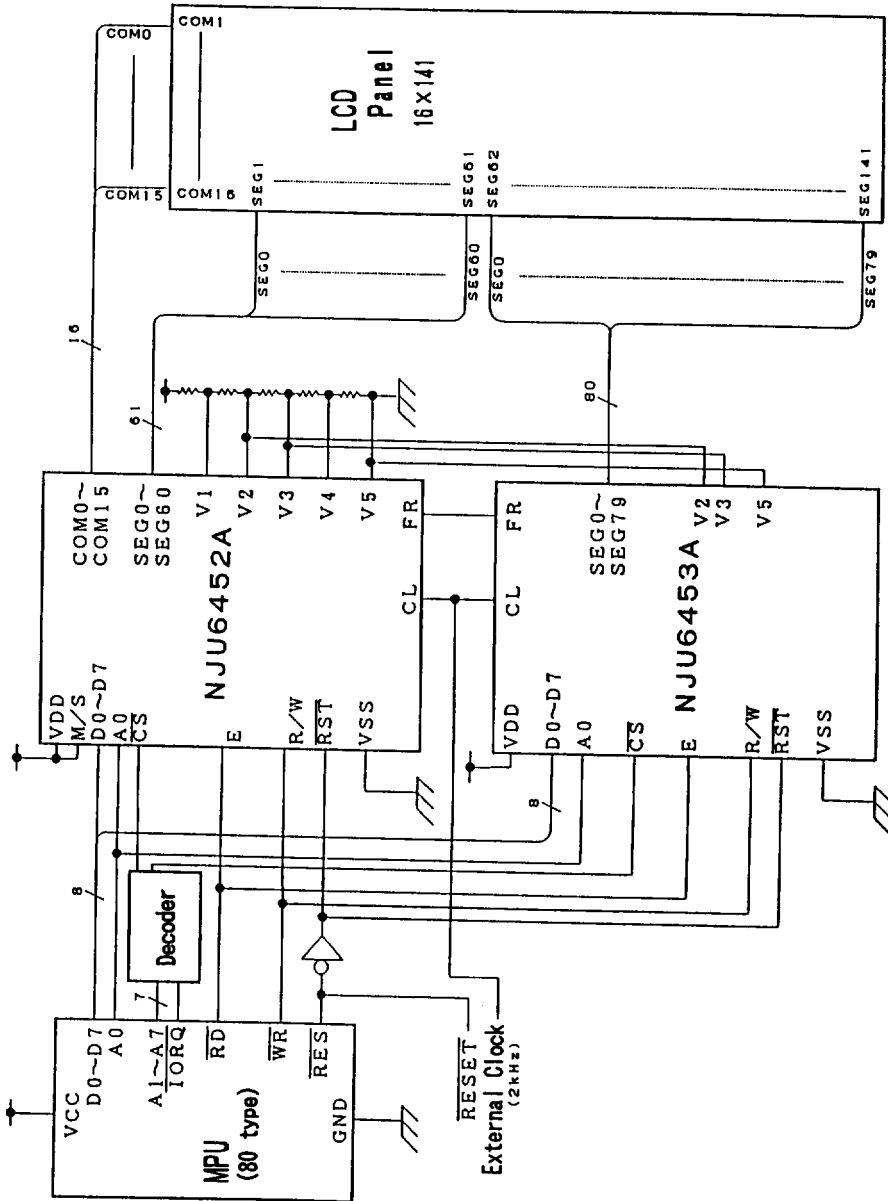 VCC
D0~D7
A0
A1~A7
IORQ
RD
WR
RES
GND
MPU
(80 type)
8
7
Decoder
RESET
External Clock
(2kHz)
VDD
M/S
D0~D7
A0
CS
E
R/W
RST
VSS
NJU6452A
COM0~
COM15
SEG0~
SEG60
V1
V2
V3
V4
V5
FR
CL
16
61
8
VDD
D0~D7
A0
CS
E
R/W
RST
VSS
NJU6453A
CL
FR
SEG0~
SEG79
V2
V3
V5
80
COM0
COM15
SEG0
SEG60
SEG0
SEG79
COM1
COM16
SEG1
SEG61
SEG62
SEG141
LCD
Panel
16×141